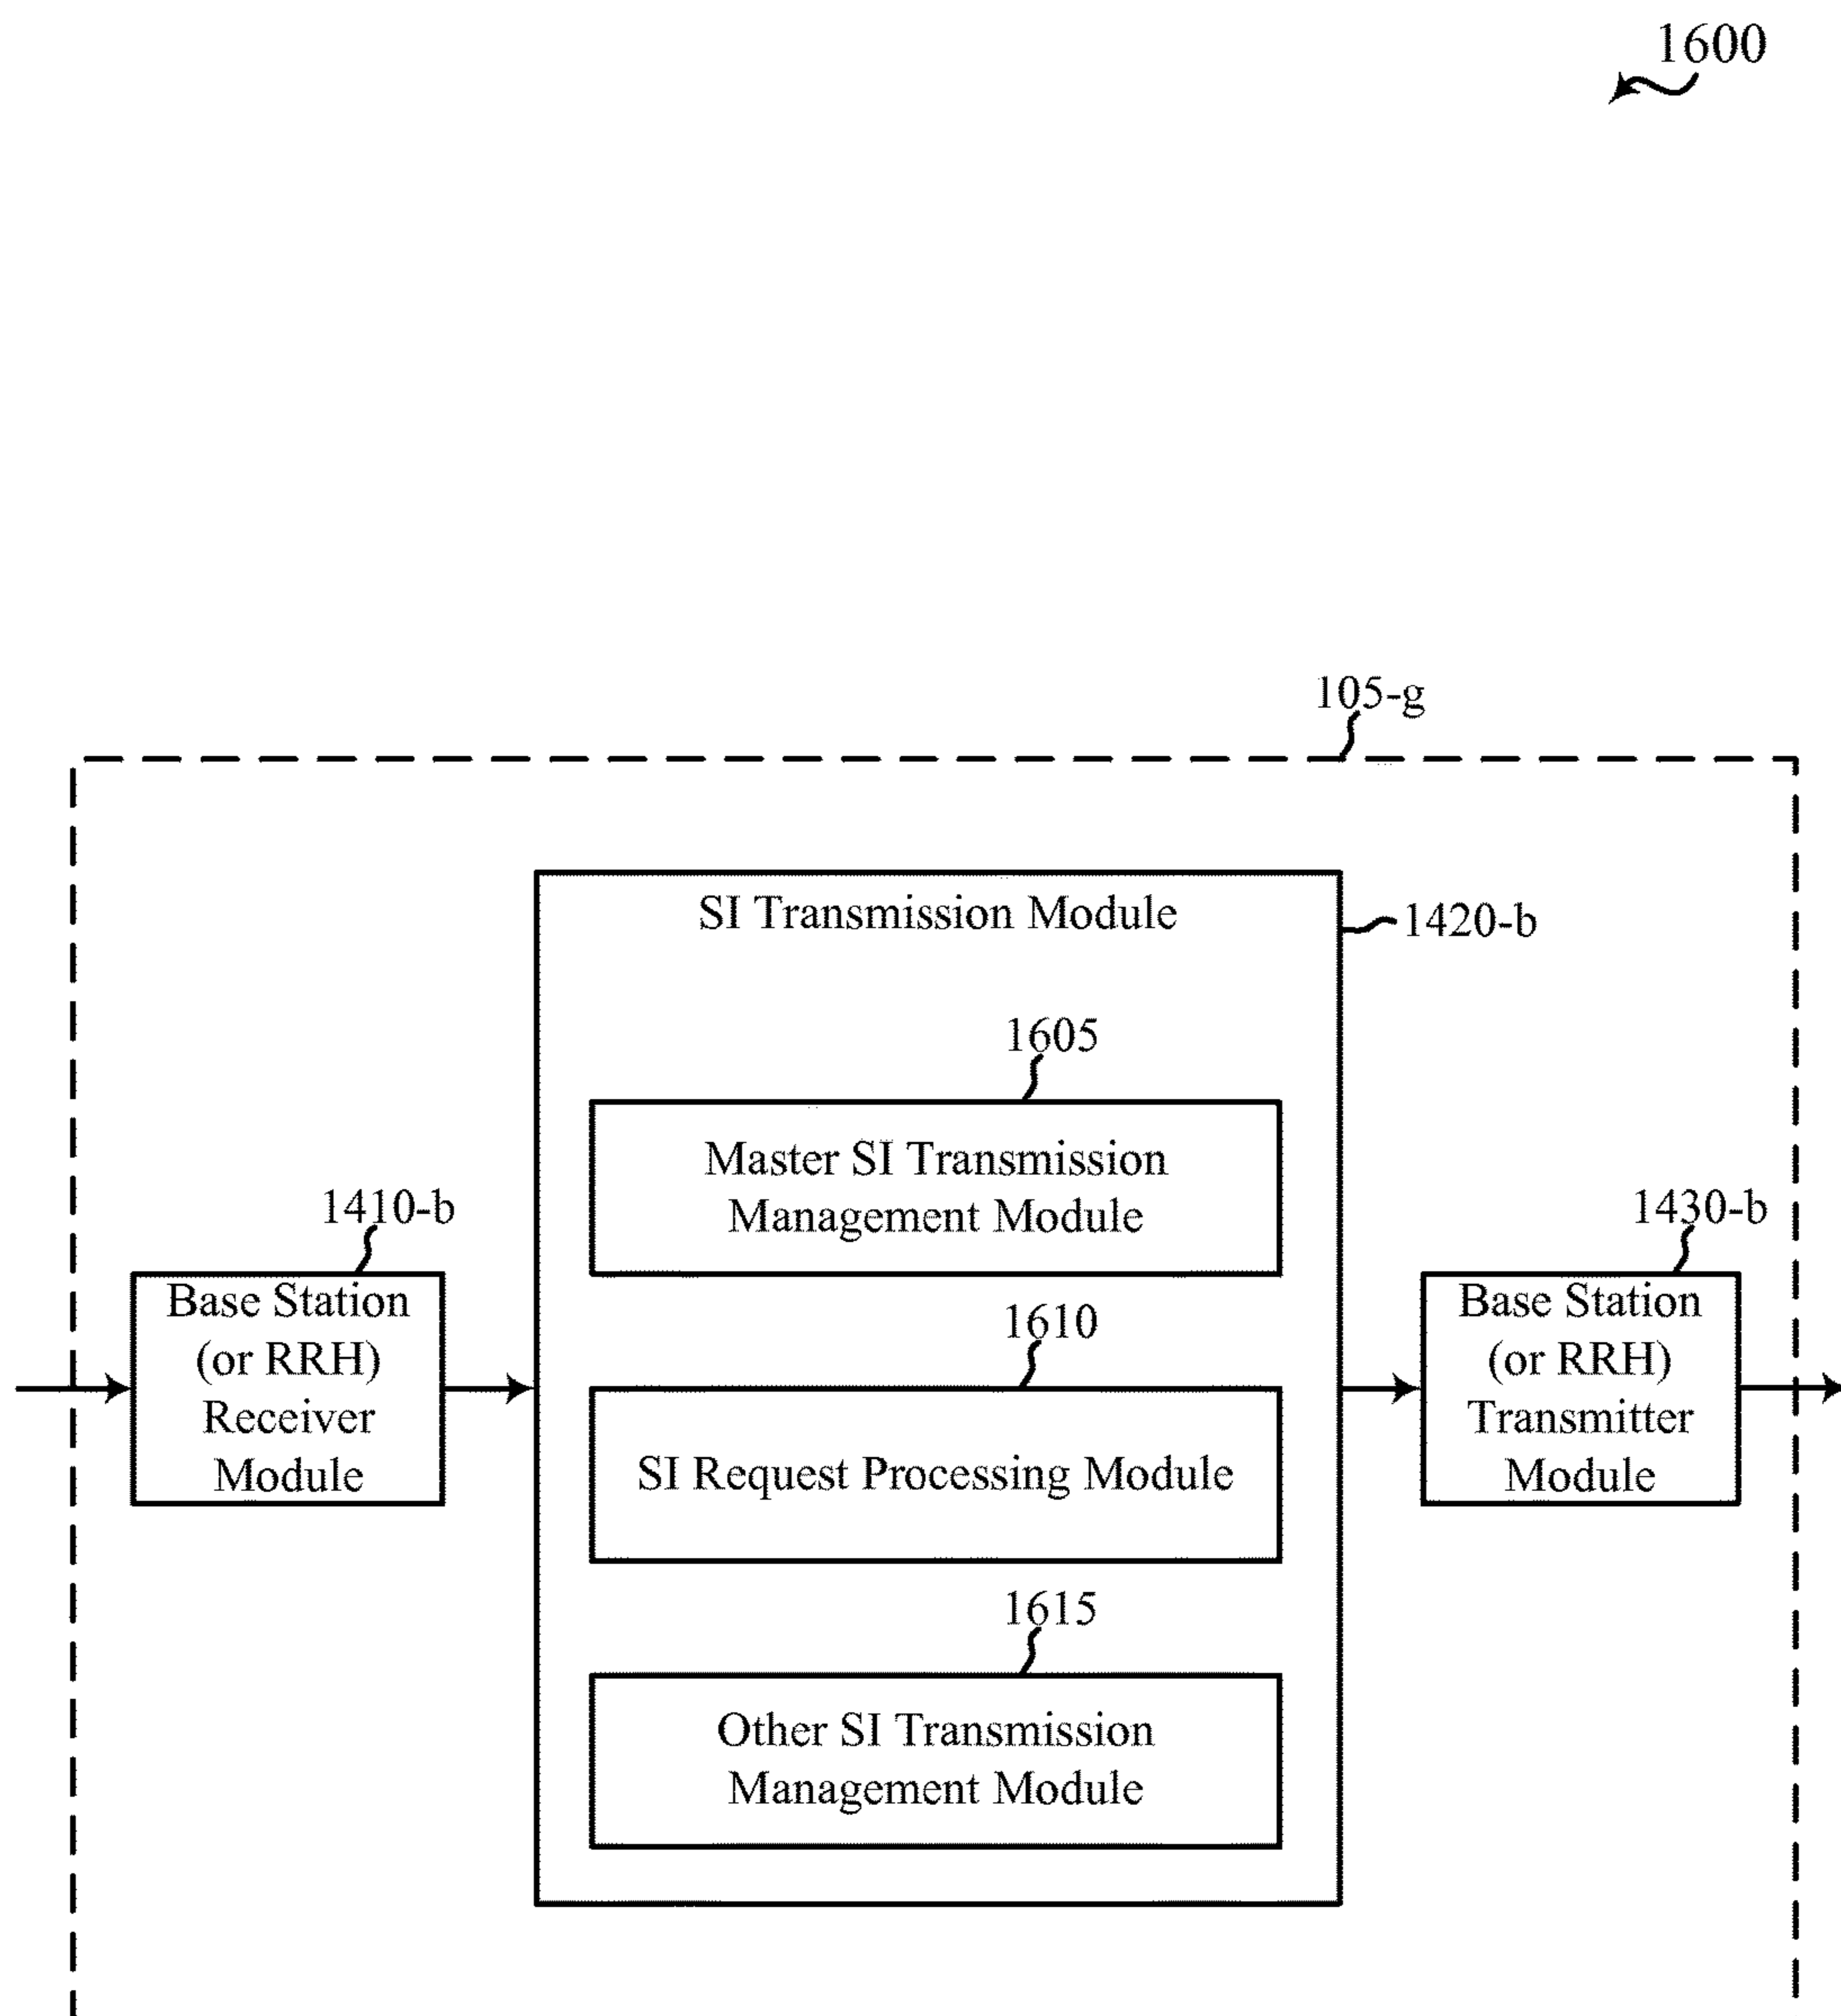 1600
105-g
SI Transmission Module
1420-b
1605
Master SI Transmission
Management Module
1410-b
Base Station
(or RRH)
Receiver
Module
1610
SI Request Processing Module
1430-b
Base Station
(or RRH)
Transmitter
Module
1615
Other SI Transmission
Management Module